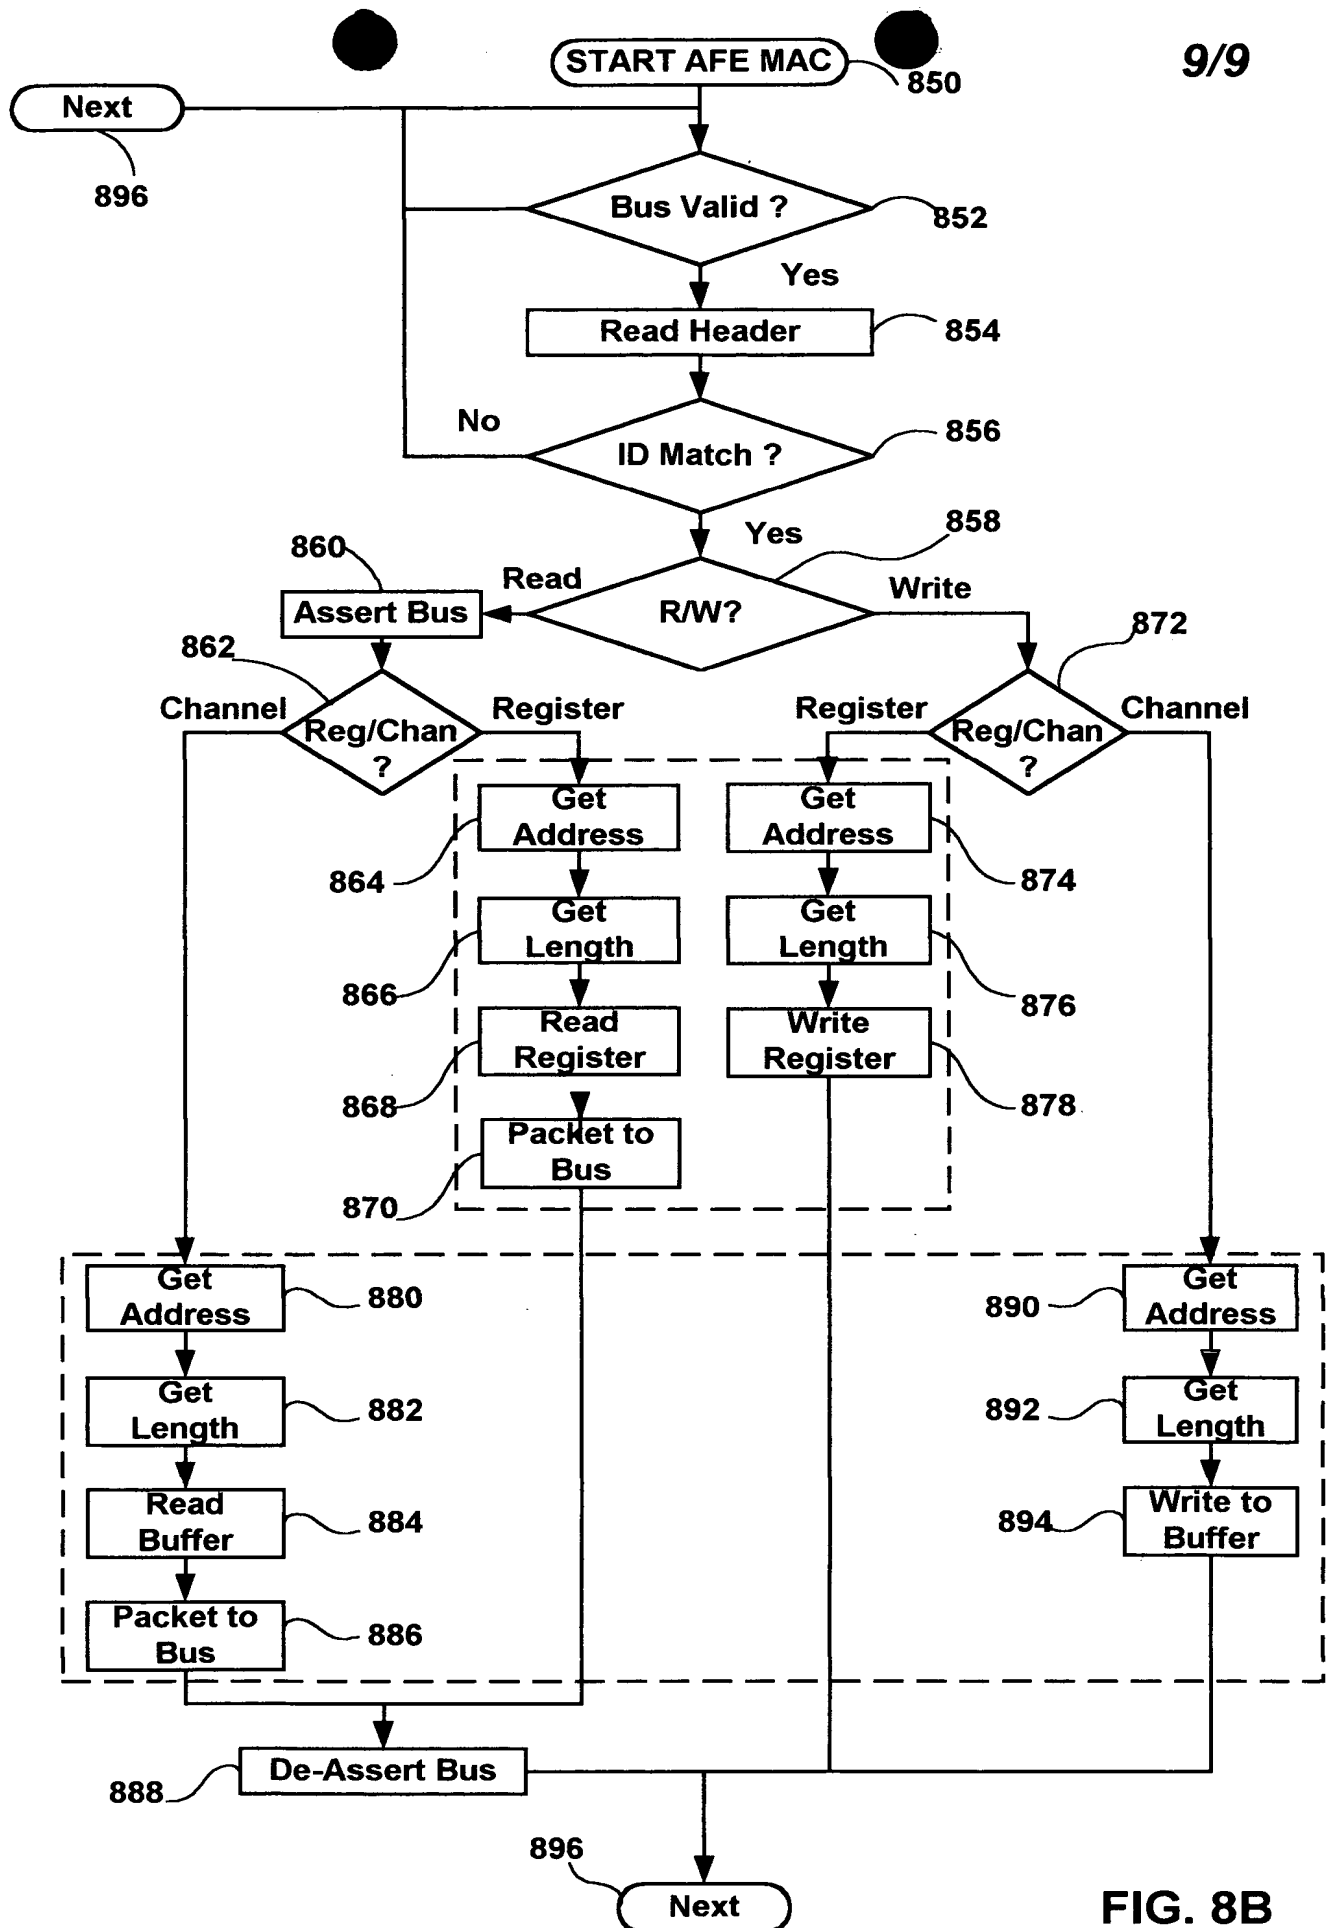 START AFE MAC
850
9/9
Next
896
Bus Valid ?
852
Yes
Read Header
854
No
ID Match ?
856
Yes
858
860
Read
Write
Assert Bus
R/W?
872
862
Channel
Reg/Chan
?
Register
Register
Reg/Chan
?
Channel
Get
Address
864
Get
Address
874
Get
Length
866
Get
Length
876
Read
Register
868
Write
Register
878
Packet to
Bus
870
Get
Address
880
890
Get
Address
Get
Length
882
892
Get
Length
Read
Buffer
884
894
Write to
Buffer
Packet to
Bus
886
De-Assert Bus
888
896
Next
FIG. 8B